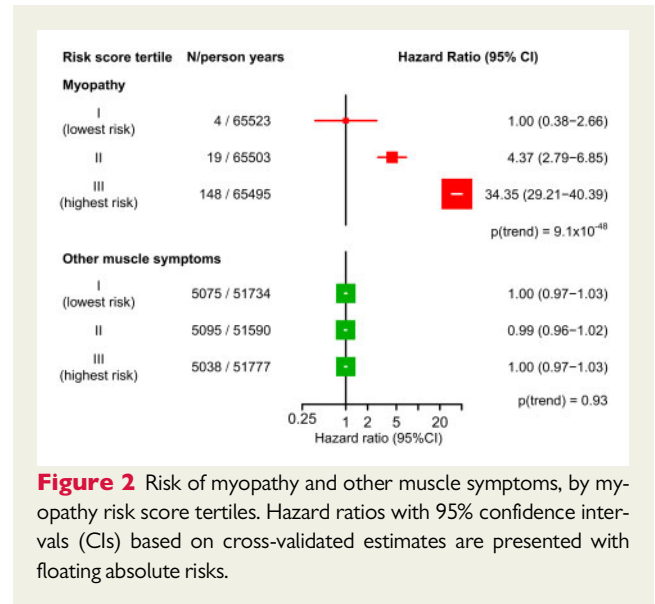 Risk score tertile N/person years Hazard Ratio (95% CI)
Myopathy
I
(lowest risk) 4 / 65523 1.00 (0.38−2.66)
II 19 / 65503 4.37 (2.79−6.85)
III
(highest risk) 148 / 65495 34.35 (29.21−40.39)
p(trend) = 9.1x10⁻⁴⁸
Other muscle symptoms
I
(lowest risk) 5075 / 51734 1.00 (0.97−1.03)
II 5095 / 51590 0.99 (0.96−1.02)
III
(highest risk) 5038 / 51777 1.00 (0.97−1.03)
p(trend) = 0.93
0.25 1 2 5 20
Hazard ratio (95%CI)
Figure 2 Risk of myopathy and other muscle symptoms, by my-
opathy risk score tertiles. Hazard ratios with 95% confidence inter-
vals (CIs) based on cross-validated estimates are presented with
floating absolute risks.